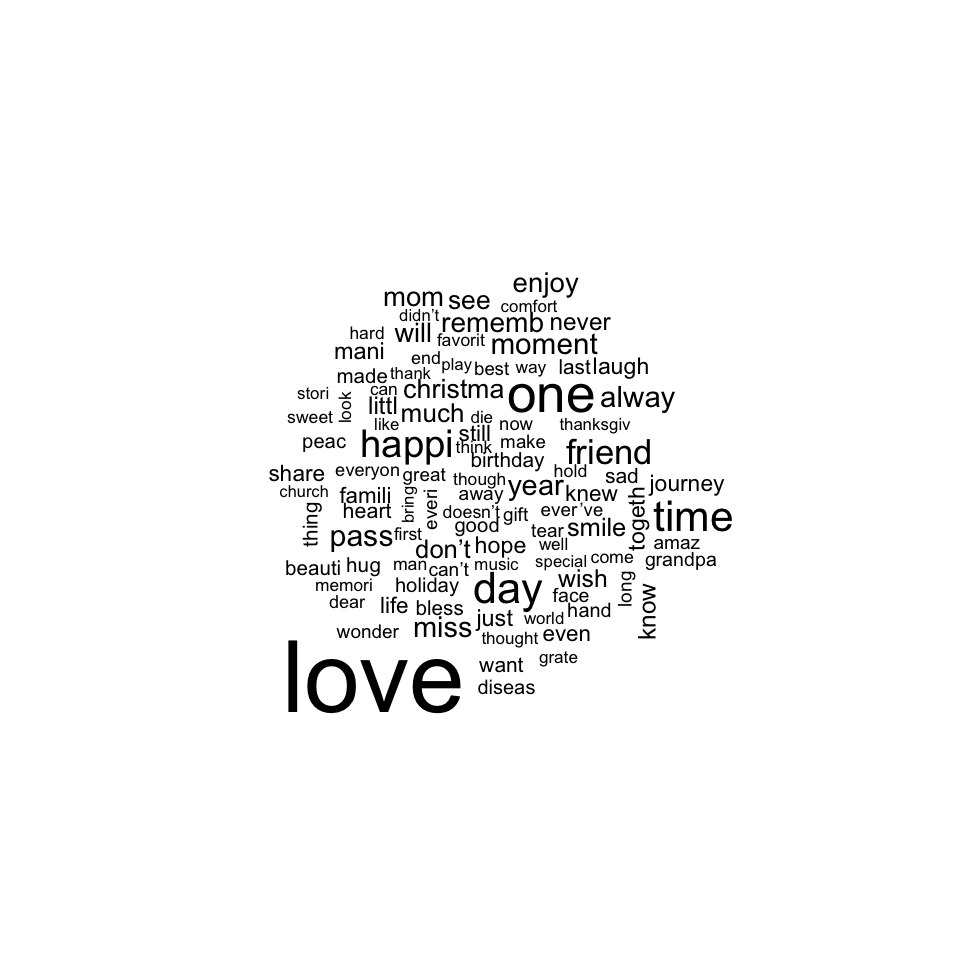 enjoy
mom see comfort
didn't rememb never
hard will favorit moment
mani end play best way last laugh
made thank
stori look can christma one alway
sweet littl much die now thanksgiv
like still
peac happi think make friend
birthday
share everyon great though hold sad journey
church famili bring everi away year knew togeth
thing heart doesn't gift ever 've time
good
pass first tear smile
don't hope well amaz
beauti hug man can't music special come grandpa
memori holiday day wish long know
dear life bless face
just world hand
wonder miss thought even
love want grate
diseas